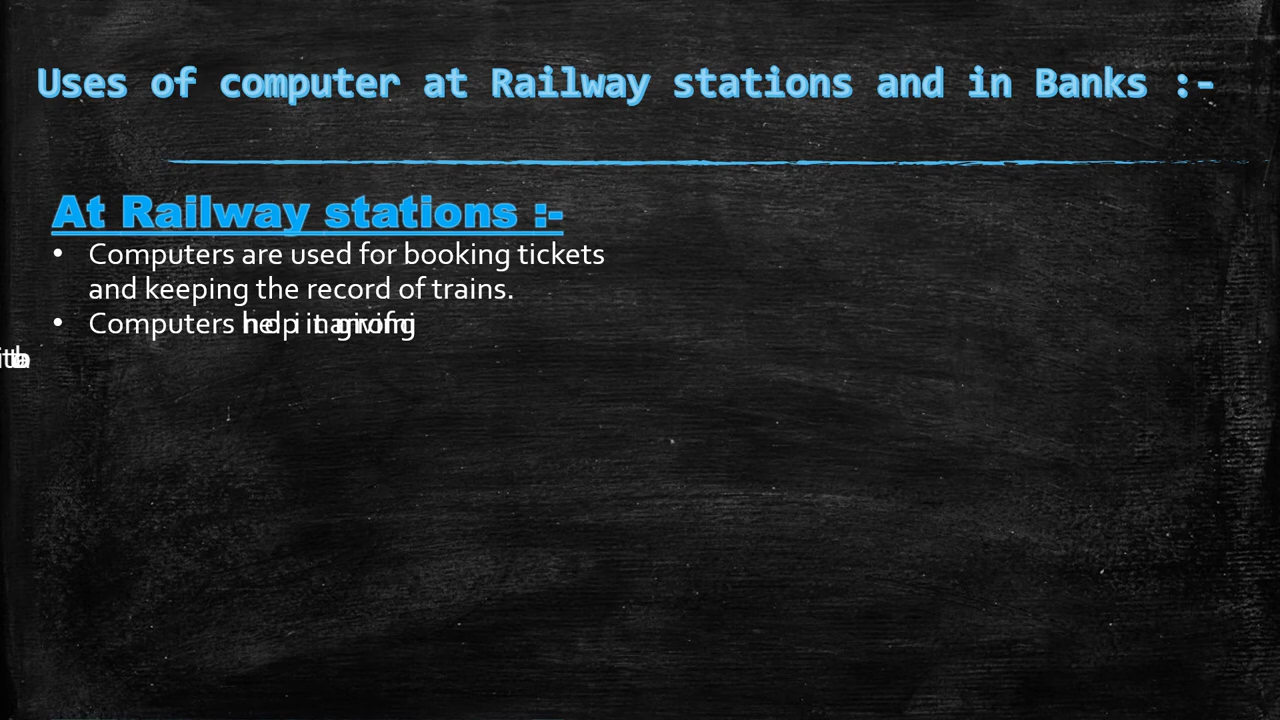 Uses of computer at Railway stations and in Banks :-
At Railway stations :-
• Computers are used for booking tickets
and keeping the record of trains.
• Computers